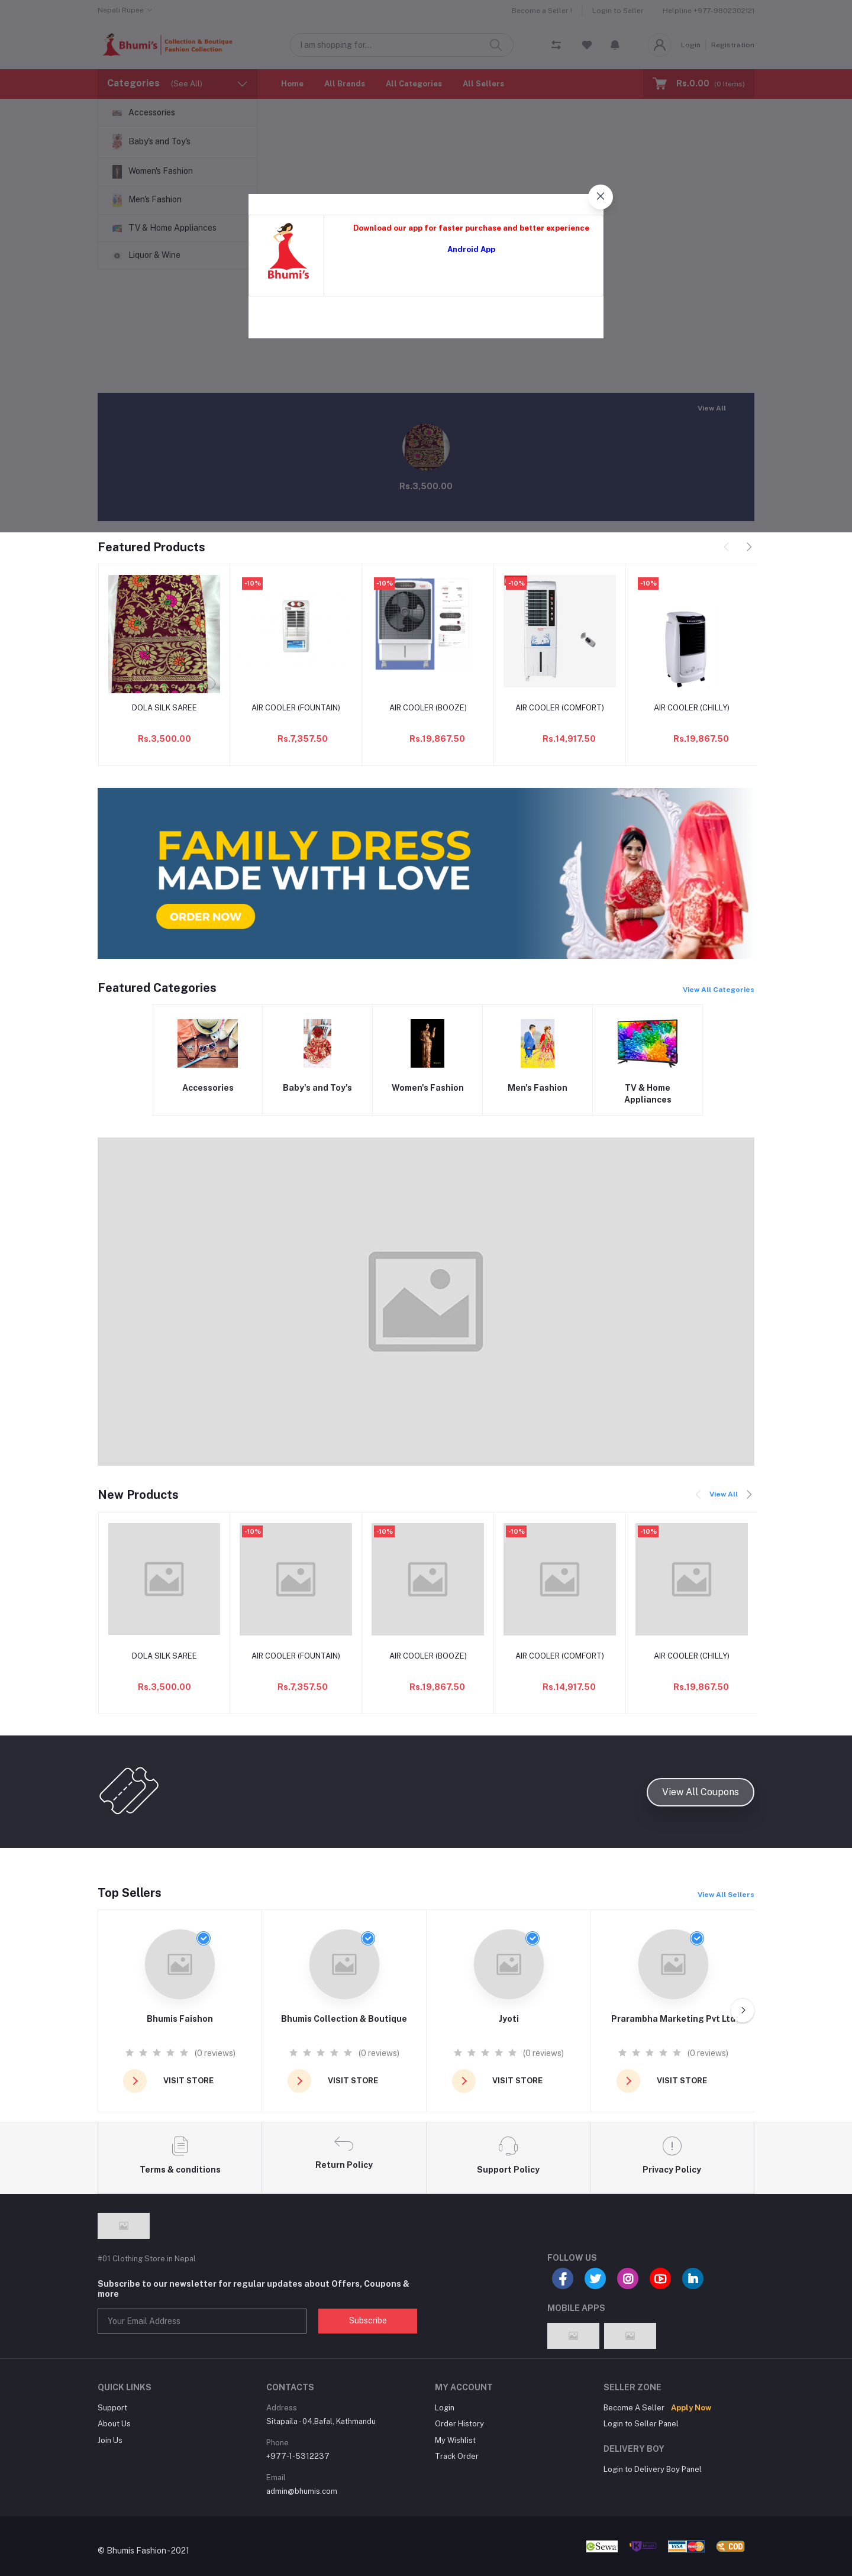 Nepali Rupee
Become a Seller !
Login to Seller
Helpline +977-9802302121
Bhumi's
Collection & Boutique
Fashion Collection
I am shopping for...
Login
Registration
Categories
(See All)
Home
All Brands
All Categories
All Sellers
Rs.0.00
(0 Items)
Accessories
Baby's and Toy's
Women's Fashion
Men's Fashion
TV & Home Appliances
Liquor & Wine
Bhumi's
Download our app for faster purchase and better experience
Android App
View All
Rs.3,500.00
Featured Products
-10%
-10%
-10%
-10%
DOLA SILK SAREE
AIR COOLER (FOUNTAIN)
AIR COOLER (BOOZE)
AIR COOLER (COMFORT)
AIR COOLER (CHILLY)
Rs.3,500.00
Rs.7,357.50
Rs.19,867.50
Rs.14,917.50
Rs.19,867.50
FAMILY DRESS
MADE WITH LOVE
ORDER NOW
Featured Categories
View All Categories
Accessories
Baby's and Toy's
Women's Fashion
Men's Fashion
TV & Home
Appliances
New Products
View All
-10%
-10%
-10%
-10%
DOLA SILK SAREE
AIR COOLER (FOUNTAIN)
AIR COOLER (BOOZE)
AIR COOLER (COMFORT)
AIR COOLER (CHILLY)
Rs.3,500.00
Rs.7,357.50
Rs.19,867.50
Rs.14,917.50
Rs.19,867.50
View All Coupons
Top Sellers
View All Sellers
Bhumis Faishon
Bhumis Collection & Boutique
Jyoti
Prarambha Marketing Pvt Ltd
(0 reviews)
(0 reviews)
(0 reviews)
(0 reviews)
VISIT STORE
VISIT STORE
VISIT STORE
VISIT STORE
Terms & conditions
Return Policy
Support Policy
Privacy Policy
#01 Clothing Store in Nepal
Subscribe to our newsletter for regular updates about Offers, Coupons &
more
Your Email Address
Subscribe
FOLLOW US
MOBILE APPS
QUICK LINKS
Support
About Us
Join Us
CONTACTS
Address
Sitapaila -04,Bafal, Kathmandu
Phone
+977-1-5312237
Email
admin@bhumis.com
MY ACCOUNT
Login
Order History
My Wishlist
Track Order
SELLER ZONE
Become A Seller Apply Now
Login to Seller Panel
DELIVERY BOY
Login to Delivery Boy Panel
© Bhumis Fashion - 2021
eSewa
VISA
COD